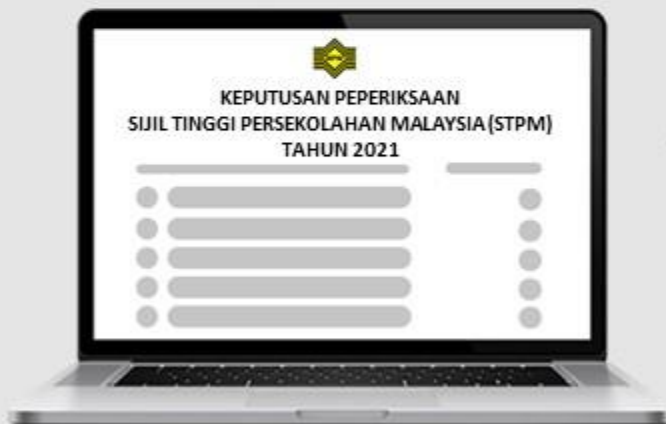 KEPUTUSAN PEPERIKSAAN
SIJIL TINGGI PERSEKOLAHAN MALAYSIA (STPM)
TAHUN 2021